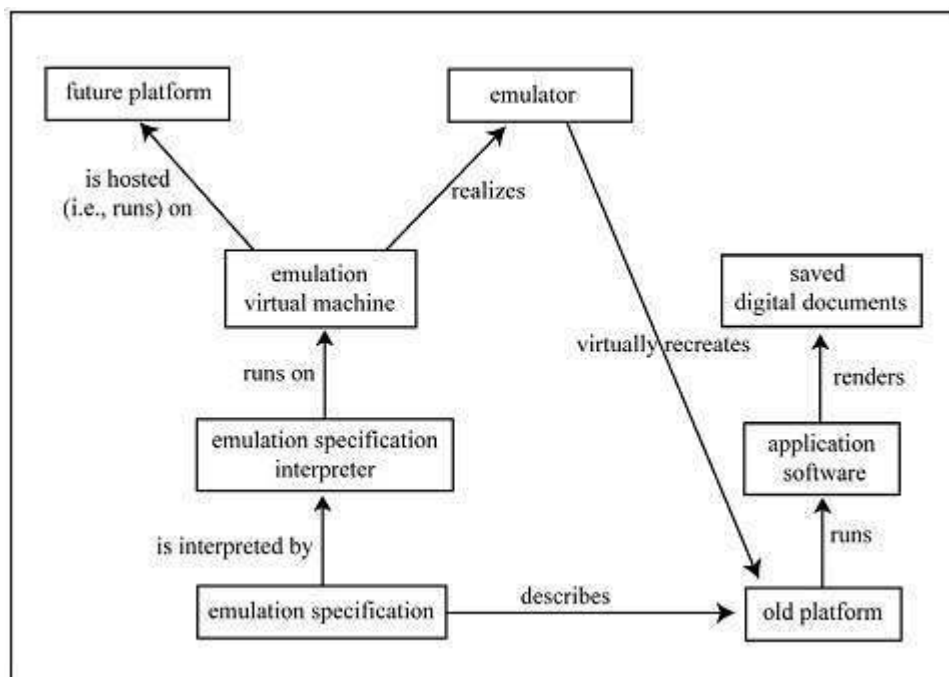 future platform
emulator
is hosted
(i.e., runs) on
realizes
emulation
virtual machine
saved
digital documents
virtually recreates
runs on
renders
emulation specification
interpreter
application
software
is interpreted by
runs
emulation specification
describes
old platform